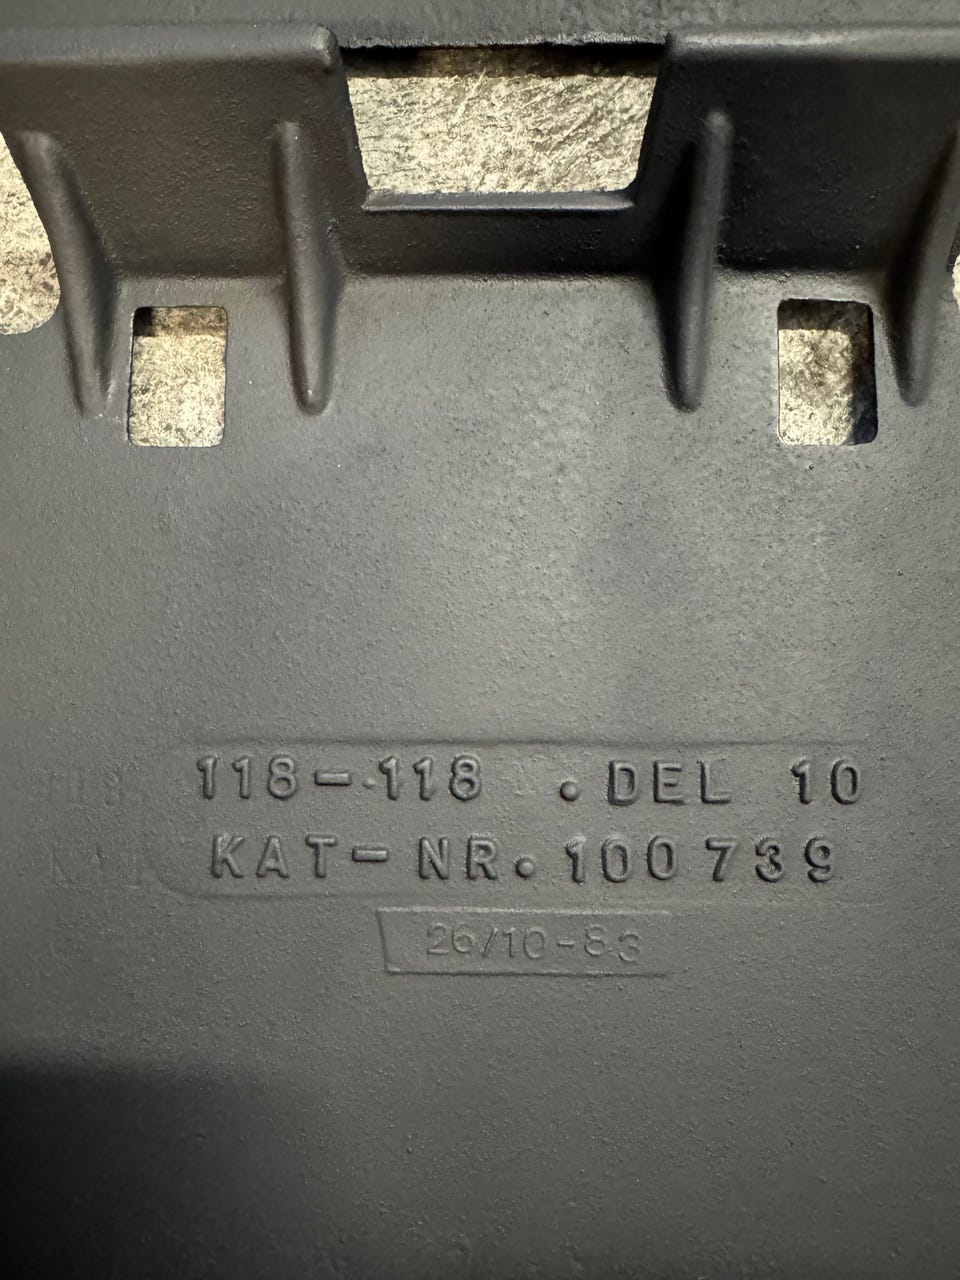 118-118 . DEL 10
KAT-NR. 100739
26/10-83